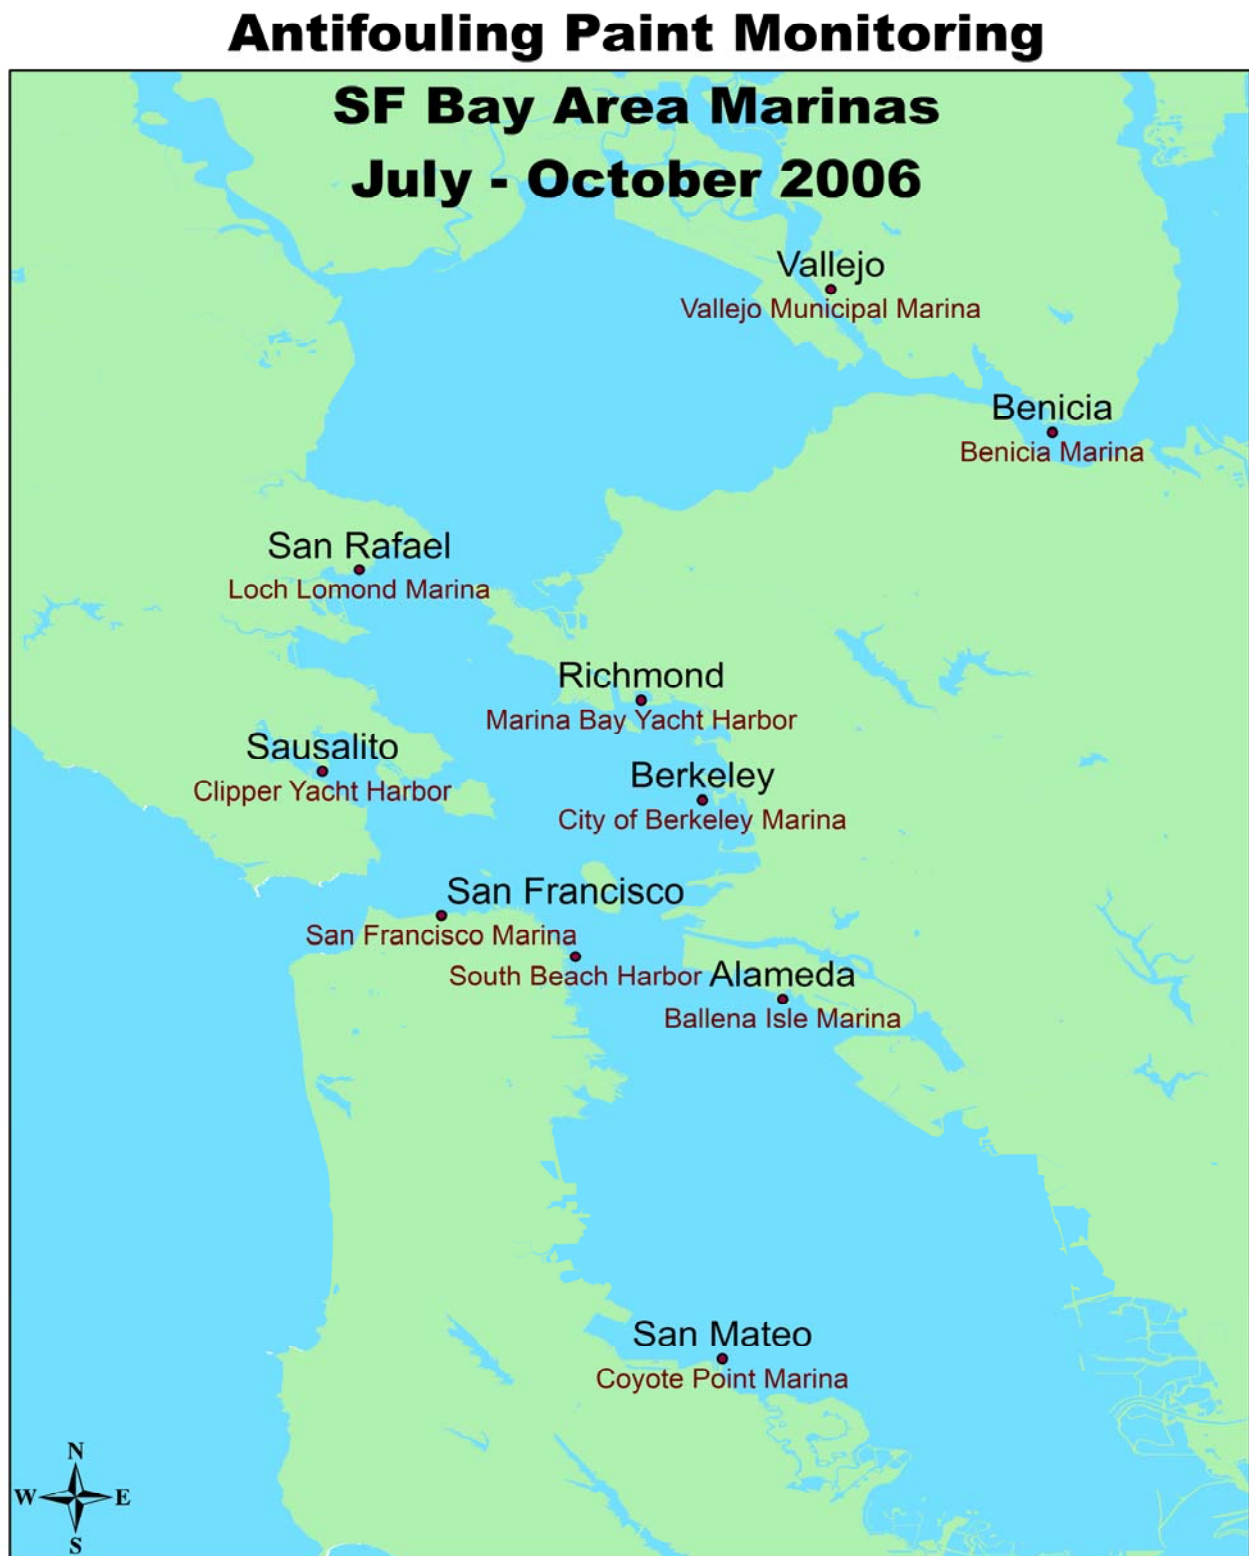 Antifouling Paint Monitoring
SF Bay Area Marinas
July - October 2006
Vallejo
Vallejo Municipal Marina
Benicia
Benicia Marina
San Rafael
Loch Lomond Marina
Richmond
Marina Bay Yacht Harbor
Sausalito
Clipper Yacht Harbor
Berkeley
City of Berkeley Marina
San Francisco
San Francisco Marina
South Beach Harbor
Alameda
Ballena Isle Marina
San Mateo
Coyote Point Marina
N
W E
S